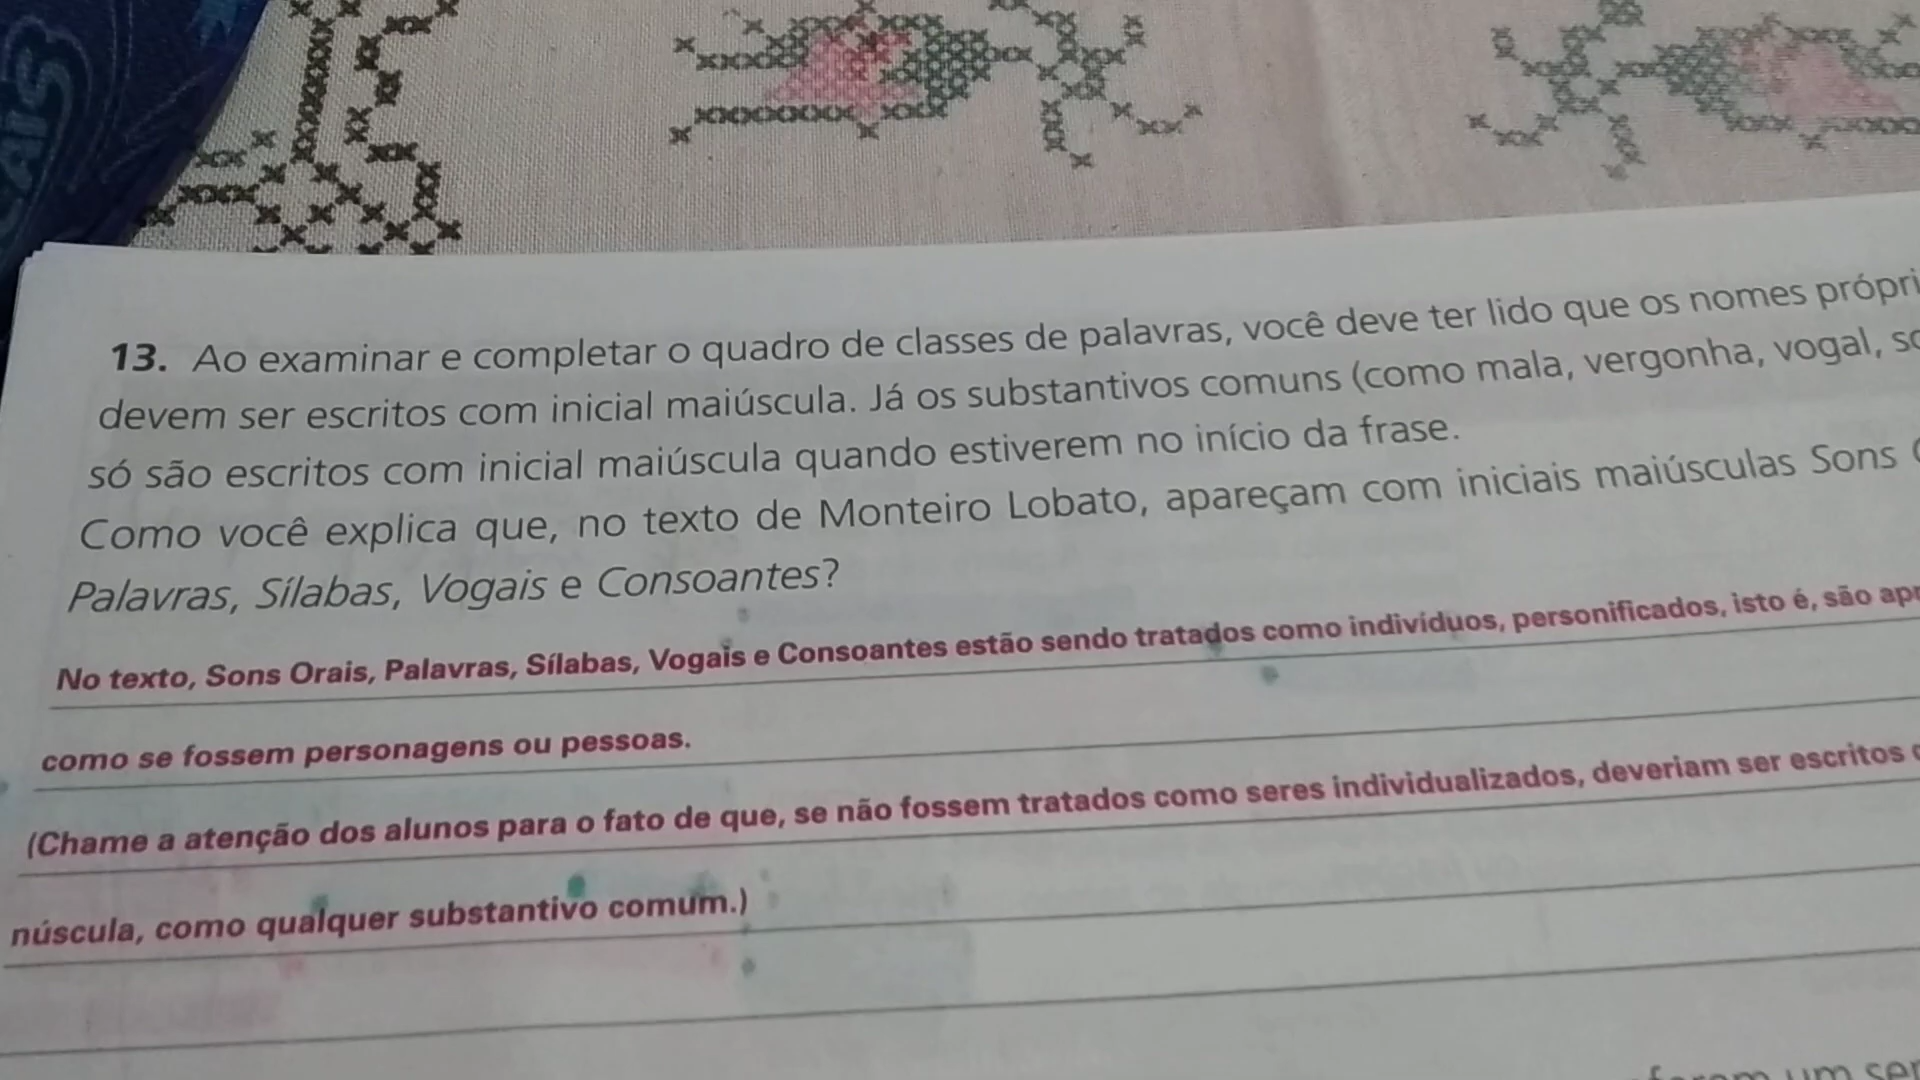 13. Ao examinar e completar o quadro de classes de palavras, você deve ter lido que os nomes
devem ser escritos com inicial maiúscula. Já os substantivos comuns (como mala, vergonha, vogal,
só são escritos com inicial maiúscula quando estiverem no início da frase.
Como você explica que, no texto de Monteiro Lobato, apareçam com iniciais maiúsculas Sons
Palavras, Sílabas, Vogais e Consoantes?
No texto, Sons Orais, Palavras, Sílabas, Vogais e Consoantes estão sendo tratados como indivíduos, personificados, isto é, são
como se fossem personagens ou pessoas.
(Chame a atenção dos alunos para o fato de que, se não fossem tratados como seres individualizados, deveriam ser escritos
núscula, como qualquer substantivo comum.)